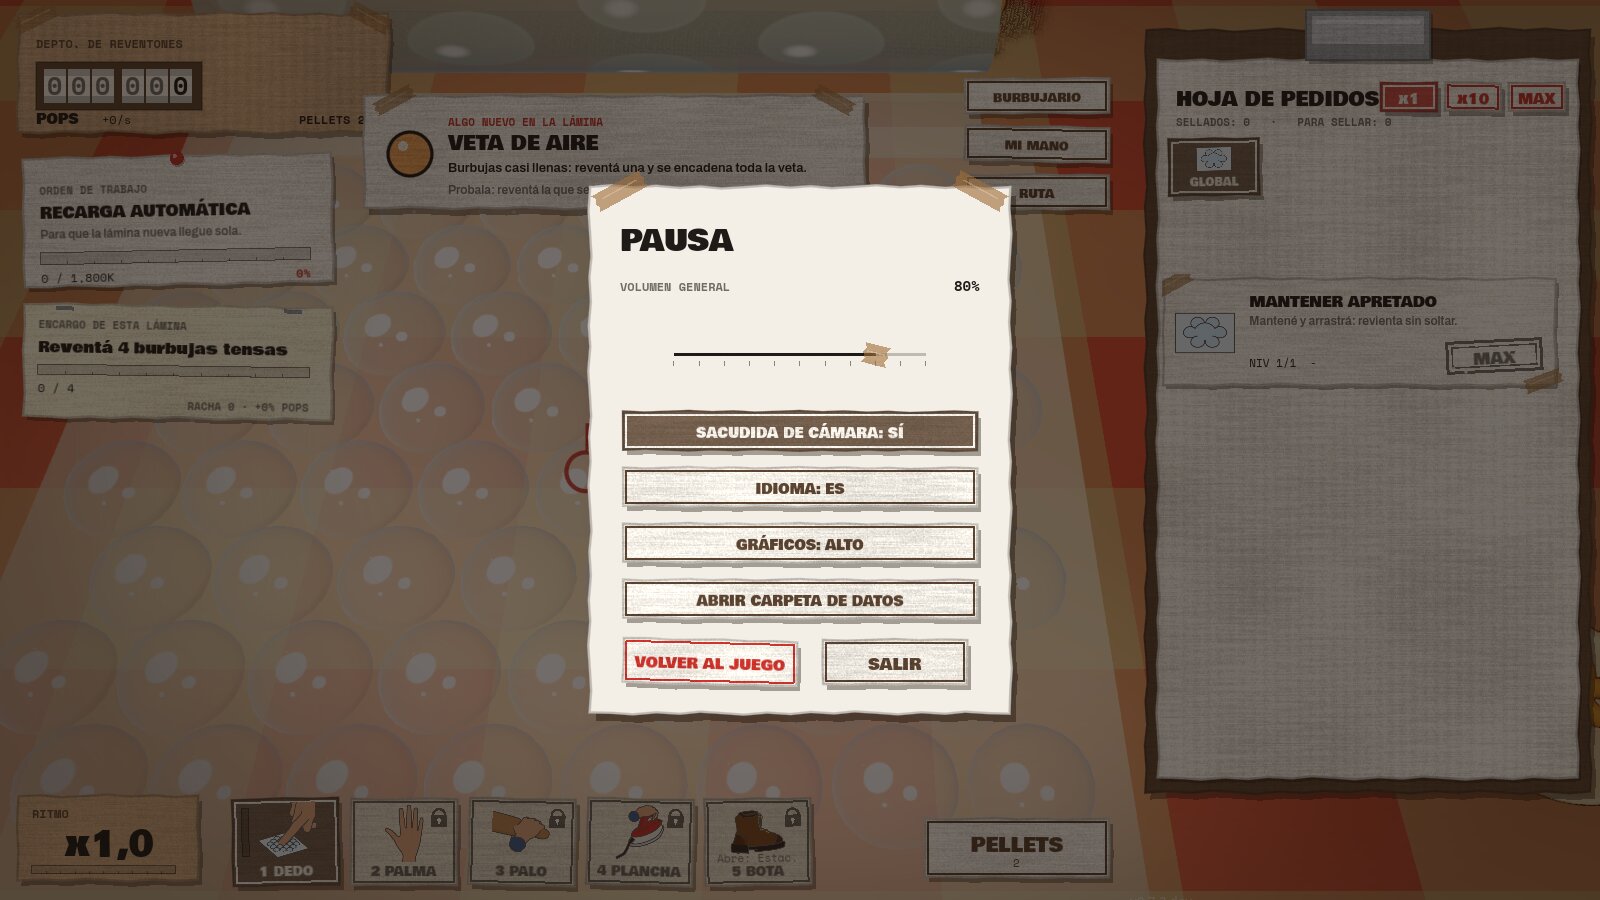 DEPTO. DE REVENTONES
000 000
POPS +0/s PELLETS 2
ORDEN DE TRABAJO
RECARGA AUTOMÁTICA
Para que la lámina nueva llegue sola.
0 / 1.800K 0%
ENCARGO DE ESTA LÁMINA
Reventá 4 burbujas tensas
0 / 4
RACHA 0 · +0% POPS
ALGO NUEVO EN LA LÁMINA
VETA DE AIRE
Burbujas casi llenas: reventá una y se encadena toda la veta.
Probala: reventá la que se
BURBUJARIO
MI MANO
RUTA
HOJA DE PEDIDOS x1 x10 MAX
SELLADOS: 0 · PARA SELLAR: 0
GLOBAL
MANTENER APRETADO
Mantené y arrastrá: revienta sin soltar.
NIV 1/1 -
MAX
PAUSA
VOLUMEN GENERAL 80%
SACUDIDA DE CÁMARA: SÍ
IDIOMA: ES
GRÁFICOS: ALTO
ABRIR CARPETA DE DATOS
VOLVER AL JUEGO SALIR
RITMO
x1,0
1 DEDO
2 PALMA
3 PALO
4 PLANCHA
Abre: Estac.
5 BOTA
PELLETS
2